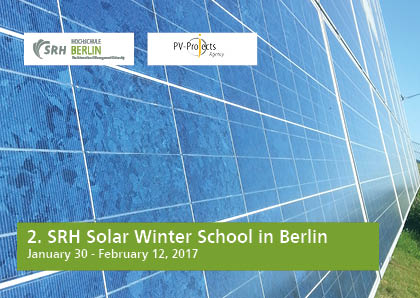 SRH
HOCHSCHULE
BERLIN
PV-Projects
Agency
2. SRH Solar Winter School in Berlin
January 30 - February 12, 2017